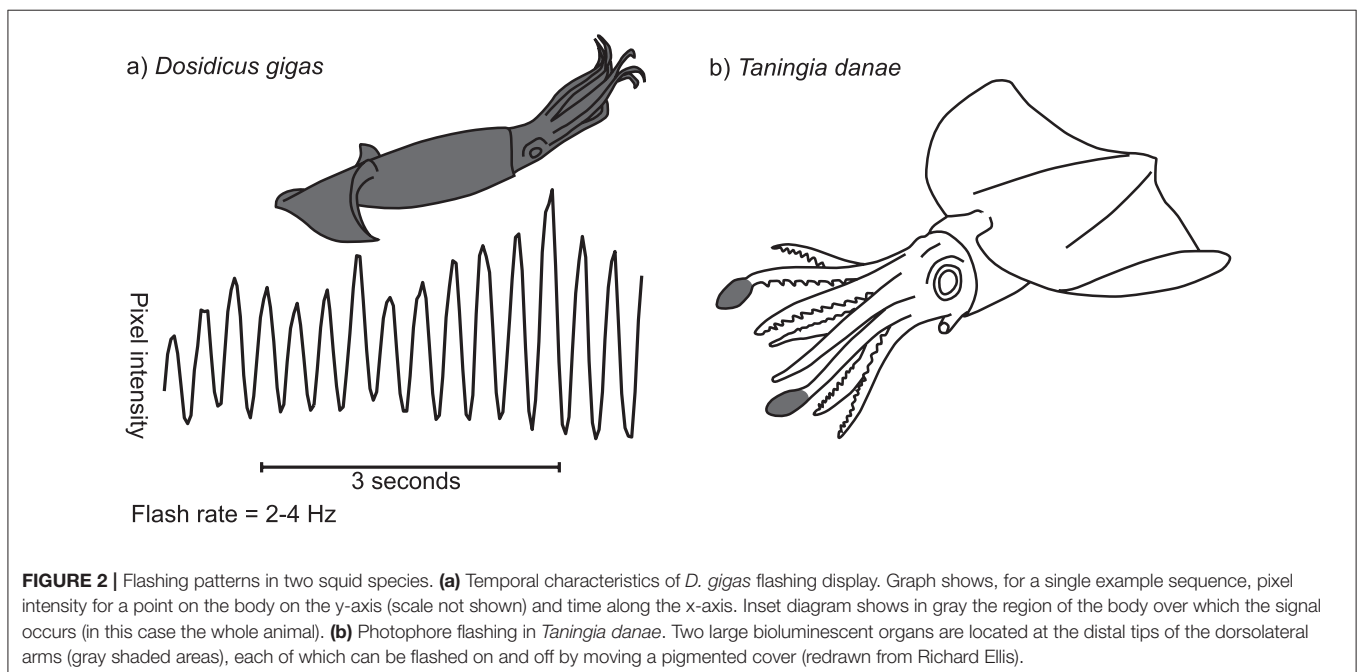 a) Dosidicus gigas
b) Taningia danae
Pixel intensity
3 seconds
Flash rate = 2-4 Hz
FIGURE 2 | Flashing patterns in two squid species. (a) Temporal characteristics of D. gigas flashing display. Graph shows, for a single example sequence, pixel
intensity for a point on the body on the y-axis (scale not shown) and time along the x-axis. Inset diagram shows in gray the region of the body over which the signal
occurs (in this case the whole animal). (b) Photophore flashing in Taningia danae. Two large bioluminescent organs are located at the distal tips of the dorsolateral
arms (gray shaded areas), each of which can be flashed on and off by moving a pigmented cover (redrawn from Richard Ellis).